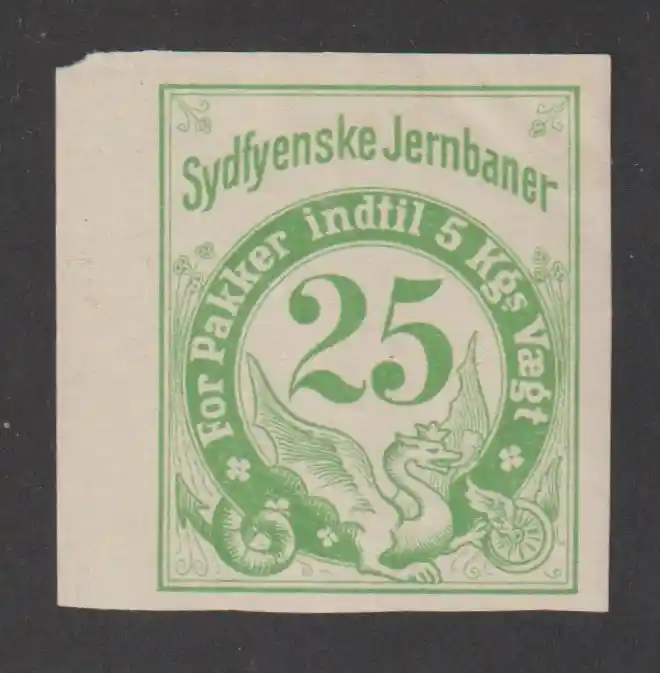 Sydfyenske Jernbaner
For Pakker indtil 5 Kgs Vægt
25